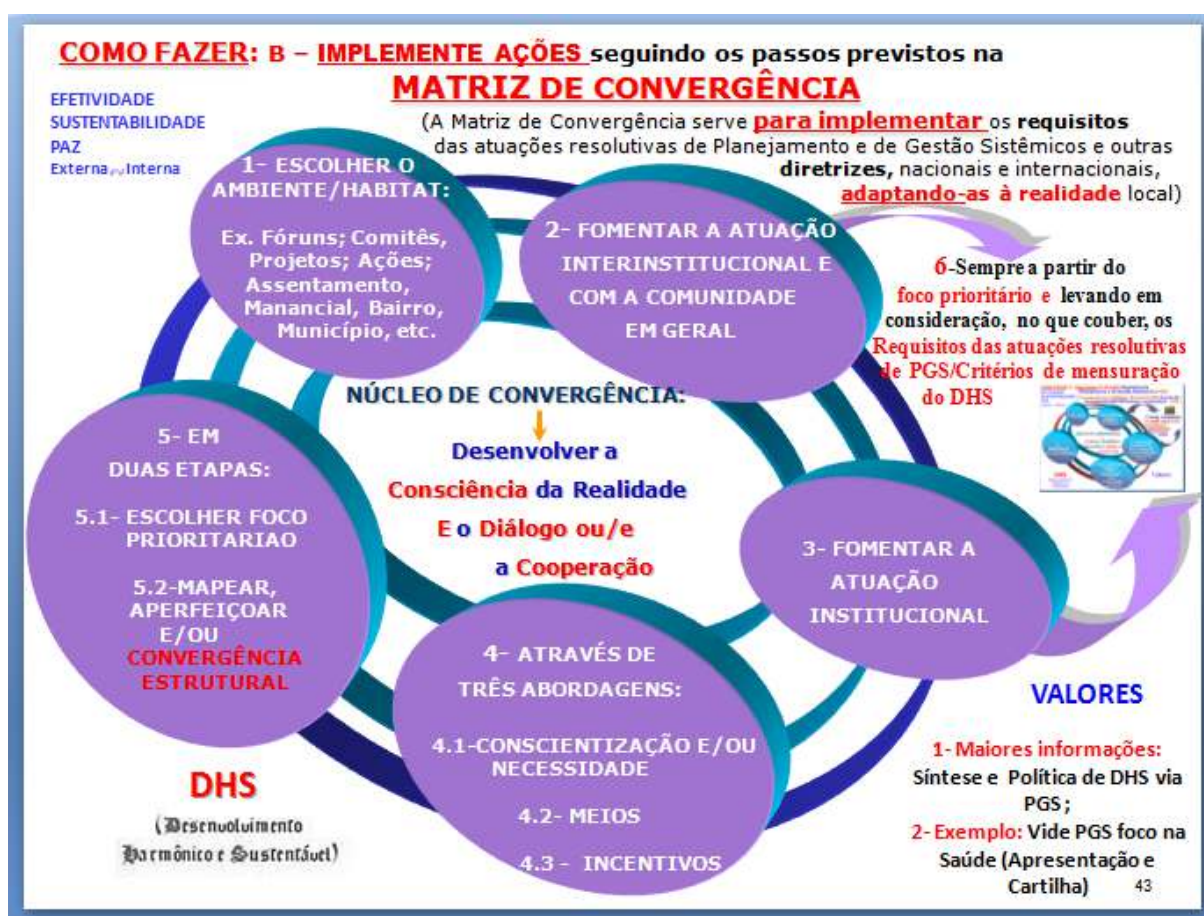 COMO FAZER: B – IMPLEMENTE AÇÕES seguindo os passos previstos na
MATRIZ DE CONVERGÊNCIA
(A Matriz de Convergência serve para implementar os requisitos
das atuações resolutivas de Planejamento e de Gestão Sistêmicos e outras
diretrizes, nacionais e internacionais,
adaptando-as à realidade local)
EFETIVIDADE
SUSTENTABILIDADE
PAZ
Externa Interna
1- ESCOLHER O
AMBIENTE/HABITAT:
Ex. Fóruns; Comitês,
Projetos; Ações;
Assentamento,
Manancial, Bairro,
Município, etc.
2- FOMENTAR A ATUAÇÃO
INTERINSTITUCIONAL E
COM A COMUNIDADE
EM GERAL
6-Sempre a partir do
foco prioritário e levando em
consideração, no que couber, os
Requisitos das atuações resolutivas
de PGS/Critérios de mensuração
do DHS
NÚCLEO DE CONVERGÊNCIA:
Desenvolver a
Consciência da Realidade
E o Diálogo ou/e
a Cooperação
3- FOMENTAR A
ATUAÇÃO
INSTITUCIONAL
4- ATRAVÉS DE
TRÊS ABORDAGENS:
4.1-CONSCIENTIZAÇÃO E/OU
NECESSIDADE
4.2- MEIOS
4.3 - INCENTIVOS
5- EM
DUAS ETAPAS:
5.1- ESCOLHER FOCO
PRIORITARIAO
5.2-MAPEAR,
APERFEIÇOAR
E/OU
CONVERGÊNCIA
ESTRUTURAL
DHS
(Desenvolvimento
Harmônico e Sustentável)
VALORES
1- Maiores informações:
Síntese e Política de DHS via
PGS;
2- Exemplo: Vide PGS foco na
Saúde (Apresentação e
Cartilha) 43